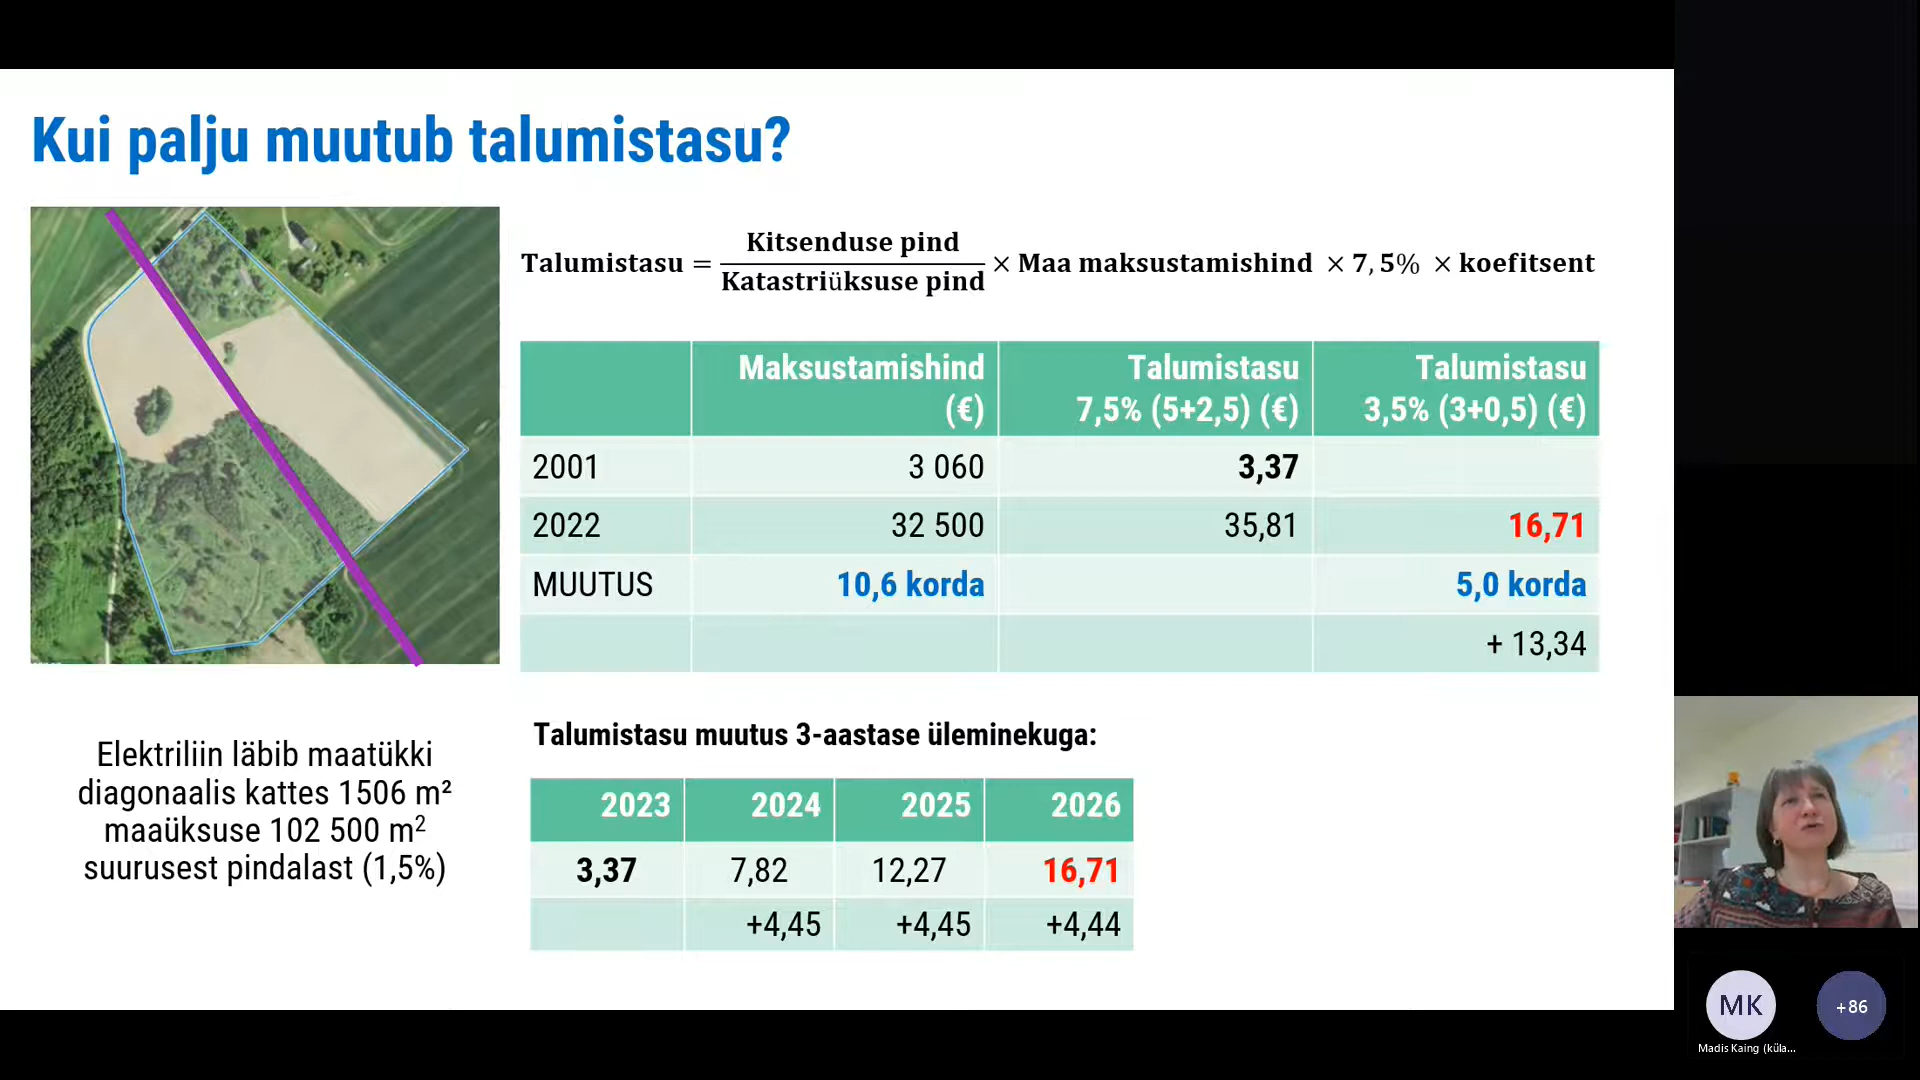 Kui palju muutub talumistasu?
Talumistasu = Kitsenduse pind / Katastriüksuse pind × Maa maksustamishind × 7,5% × koefitsent
Maksustamishind (€)
Talumistasu 7,5% (5+2,5) (€)
Talumistasu 3,5% (3+0,5) (€)
2001 3 060 3,37
2022 32 500 35,81 16,71
MUUTUS 10,6 korda 5,0 korda
+ 13,34
Elektriliin läbib maatükki
diagonaalis kattes 1506 m²
maaüksuse 102 500 m²
suurusest pindalast (1,5%)
Talumistasu muutus 3-aastase üleminekuga:
2023 2024 2025 2026
3,37 7,82 12,27 16,71
+4,45 +4,45 +4,44
MK
+86
Madis Kaing (küla...